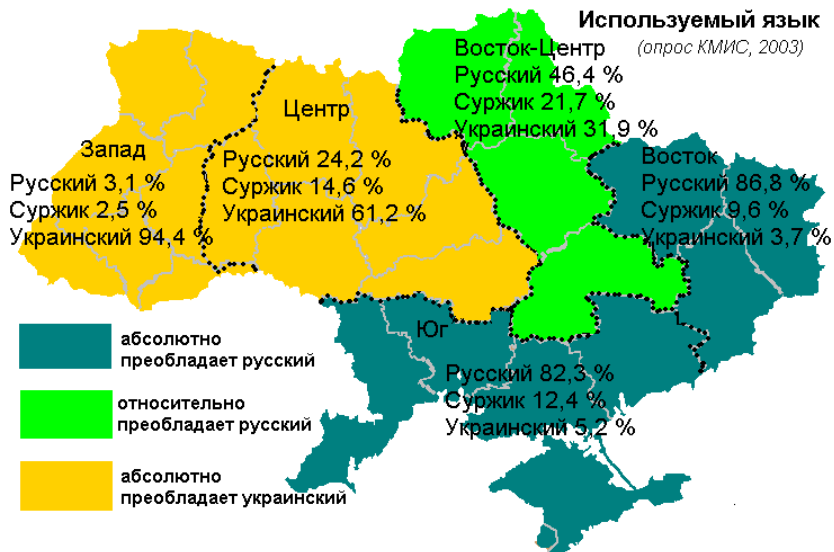 Используемый язык
(опрос КМИС, 2003)
Восток-Центр
Русский 46,4 %
Суржик 21,7 %
Украинский 31,9 %
Центр
Русский 24,2 %
Суржик 14,6 %
Украинский 61,2 %
Запад
Русский 3,1 %
Суржик 2,5 %
Украинский 94,4 %
Восток
Русский 86,8 %
Суржик 9,6 %
Украинский 3,7 %
Юг
Русский 82,3 %
Суржик 12,4 %
Украинский 5,2 %
абсолютно
преобладает русский
относительно
преобладает русский
абсолютно
преобладает украинский